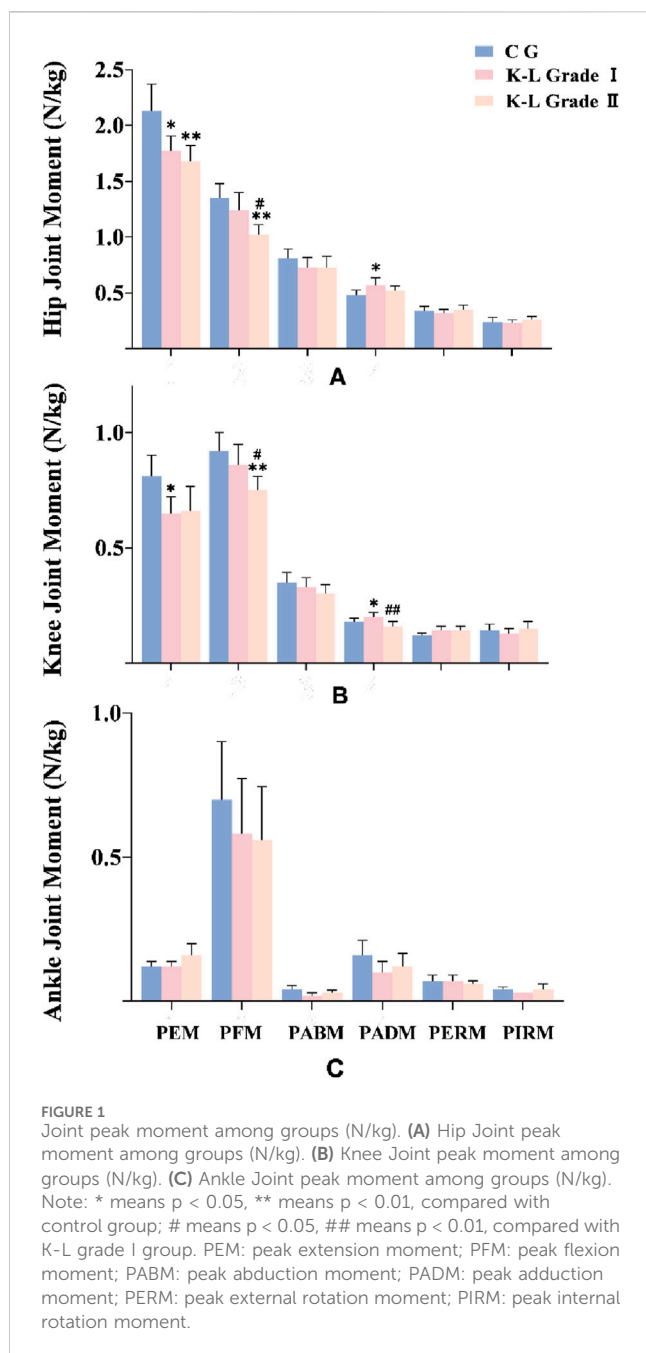 C G
K-L Grade Ⅰ
K-L Grade Ⅱ
Hip Joint Moment (N/kg)
2.5
2.0
1.5
1.0
0.5
*
**
#
**
*
A
Knee Joint Moment (N/kg)
1.0
0.5
*
#
**
*
##
B
Ankle Joint Moment (N/kg)
1.0
0.5
PEM PFM PABM PADM PERM PIRM
C
FIGURE 1
Joint peak moment among groups (N/kg). (A) Hip Joint peak
moment among groups (N/kg). (B) Knee Joint peak moment among
groups (N/kg). (C) Ankle Joint peak moment among groups (N/kg).
Note: * means p < 0.05, ** means p < 0.01, compared with
control group; # means p < 0.05, ## means p < 0.01, compared with
K-L grade I group. PEM: peak extension moment; PFM: peak flexion
moment; PABM: peak abduction moment; PADM: peak adduction
moment; PERM: peak external rotation moment; PIRM: peak internal
rotation moment.